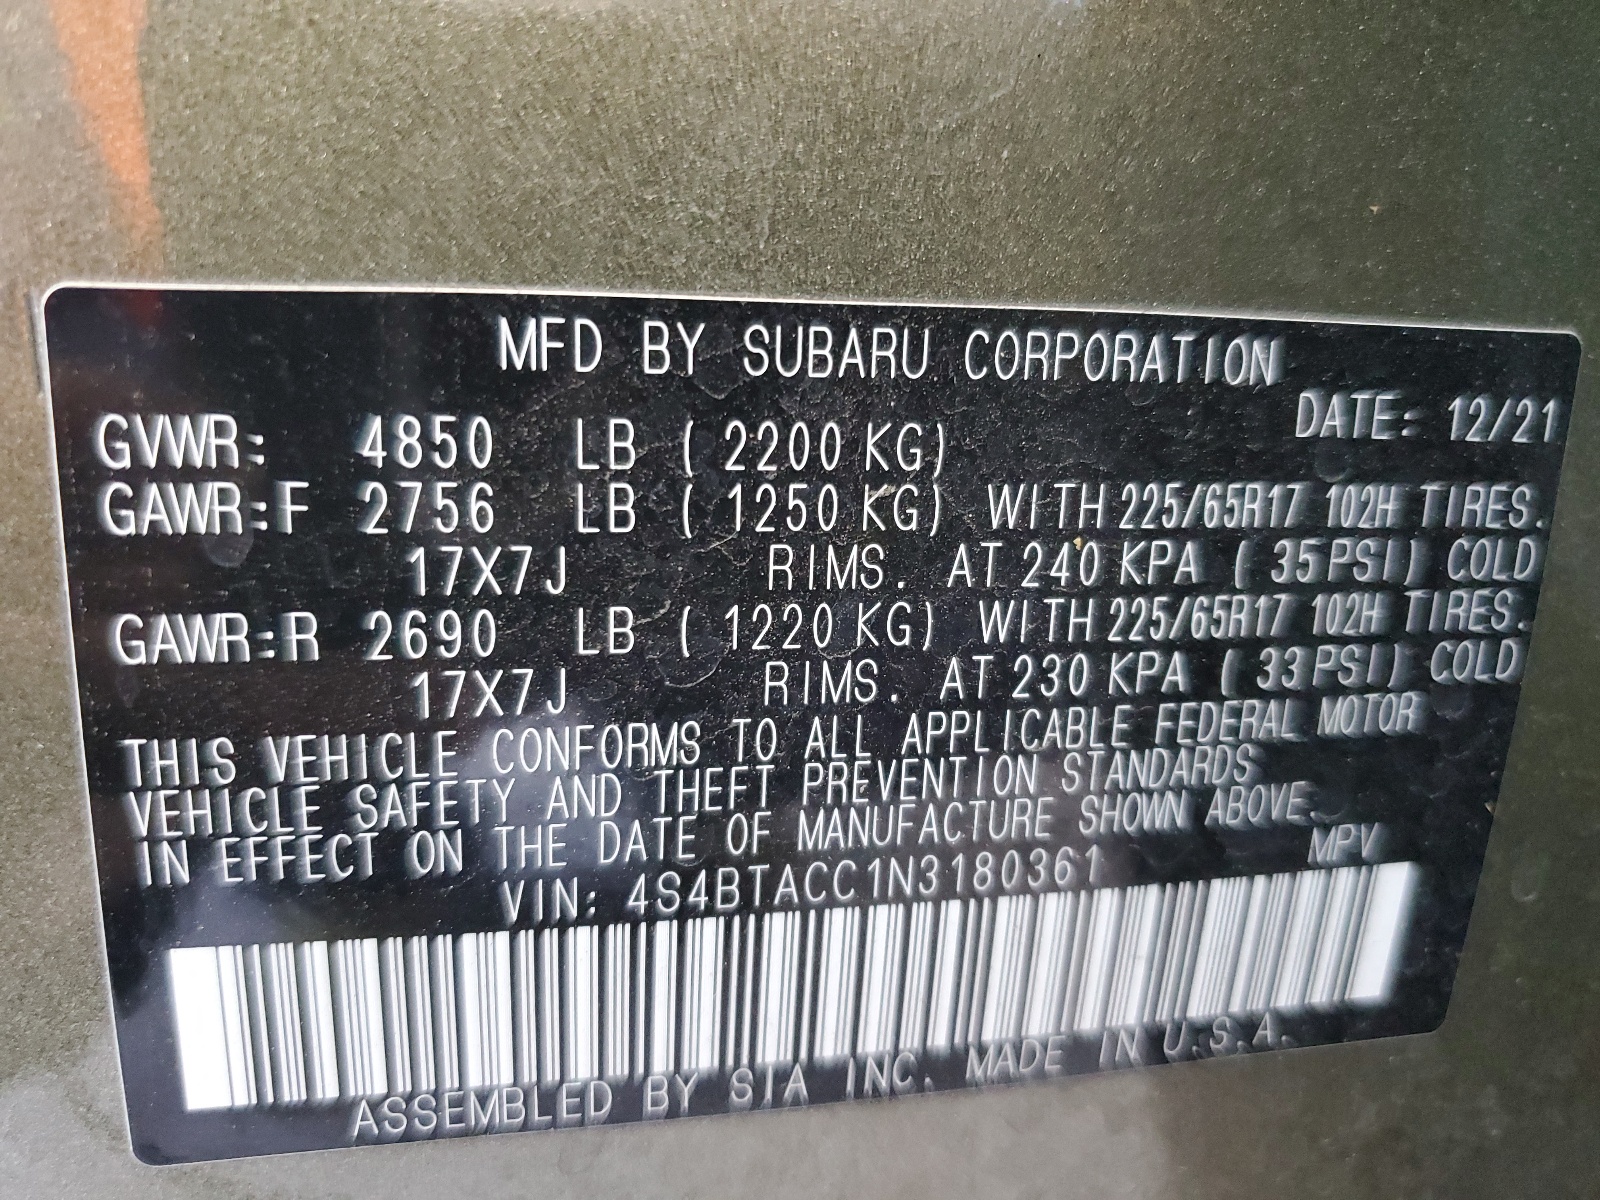 MFD BY SUBARU CORPORATION
DATE: 12/21
GVWR: 4850 LB ( 2200 KG)
GAWR:F 2756 LB ( 1250 KG) WITH 225/65R17 102H TIRES.
17X7J RIMS. AT 240 KPA ( 35PSI) COLD
GAWR:R 2690 LB ( 1220 KG) WITH 225/65R17 102H TIRES.
17X7J RIMS. AT 230 KPA ( 33PSI) COLD
THIS VEHICLE CONFORMS TO ALL APPLICABLE FEDERAL MOTOR
VEHICLE SAFETY AND THEFT PREVENTION STANDARDS
IN EFFECT ON THE DATE OF MANUFACTURE SHOWN ABOVE.
VIN: 4S4BTACC1N3180361 MPV
ASSEMBLED BY SIA INC. MADE IN U.S.A.